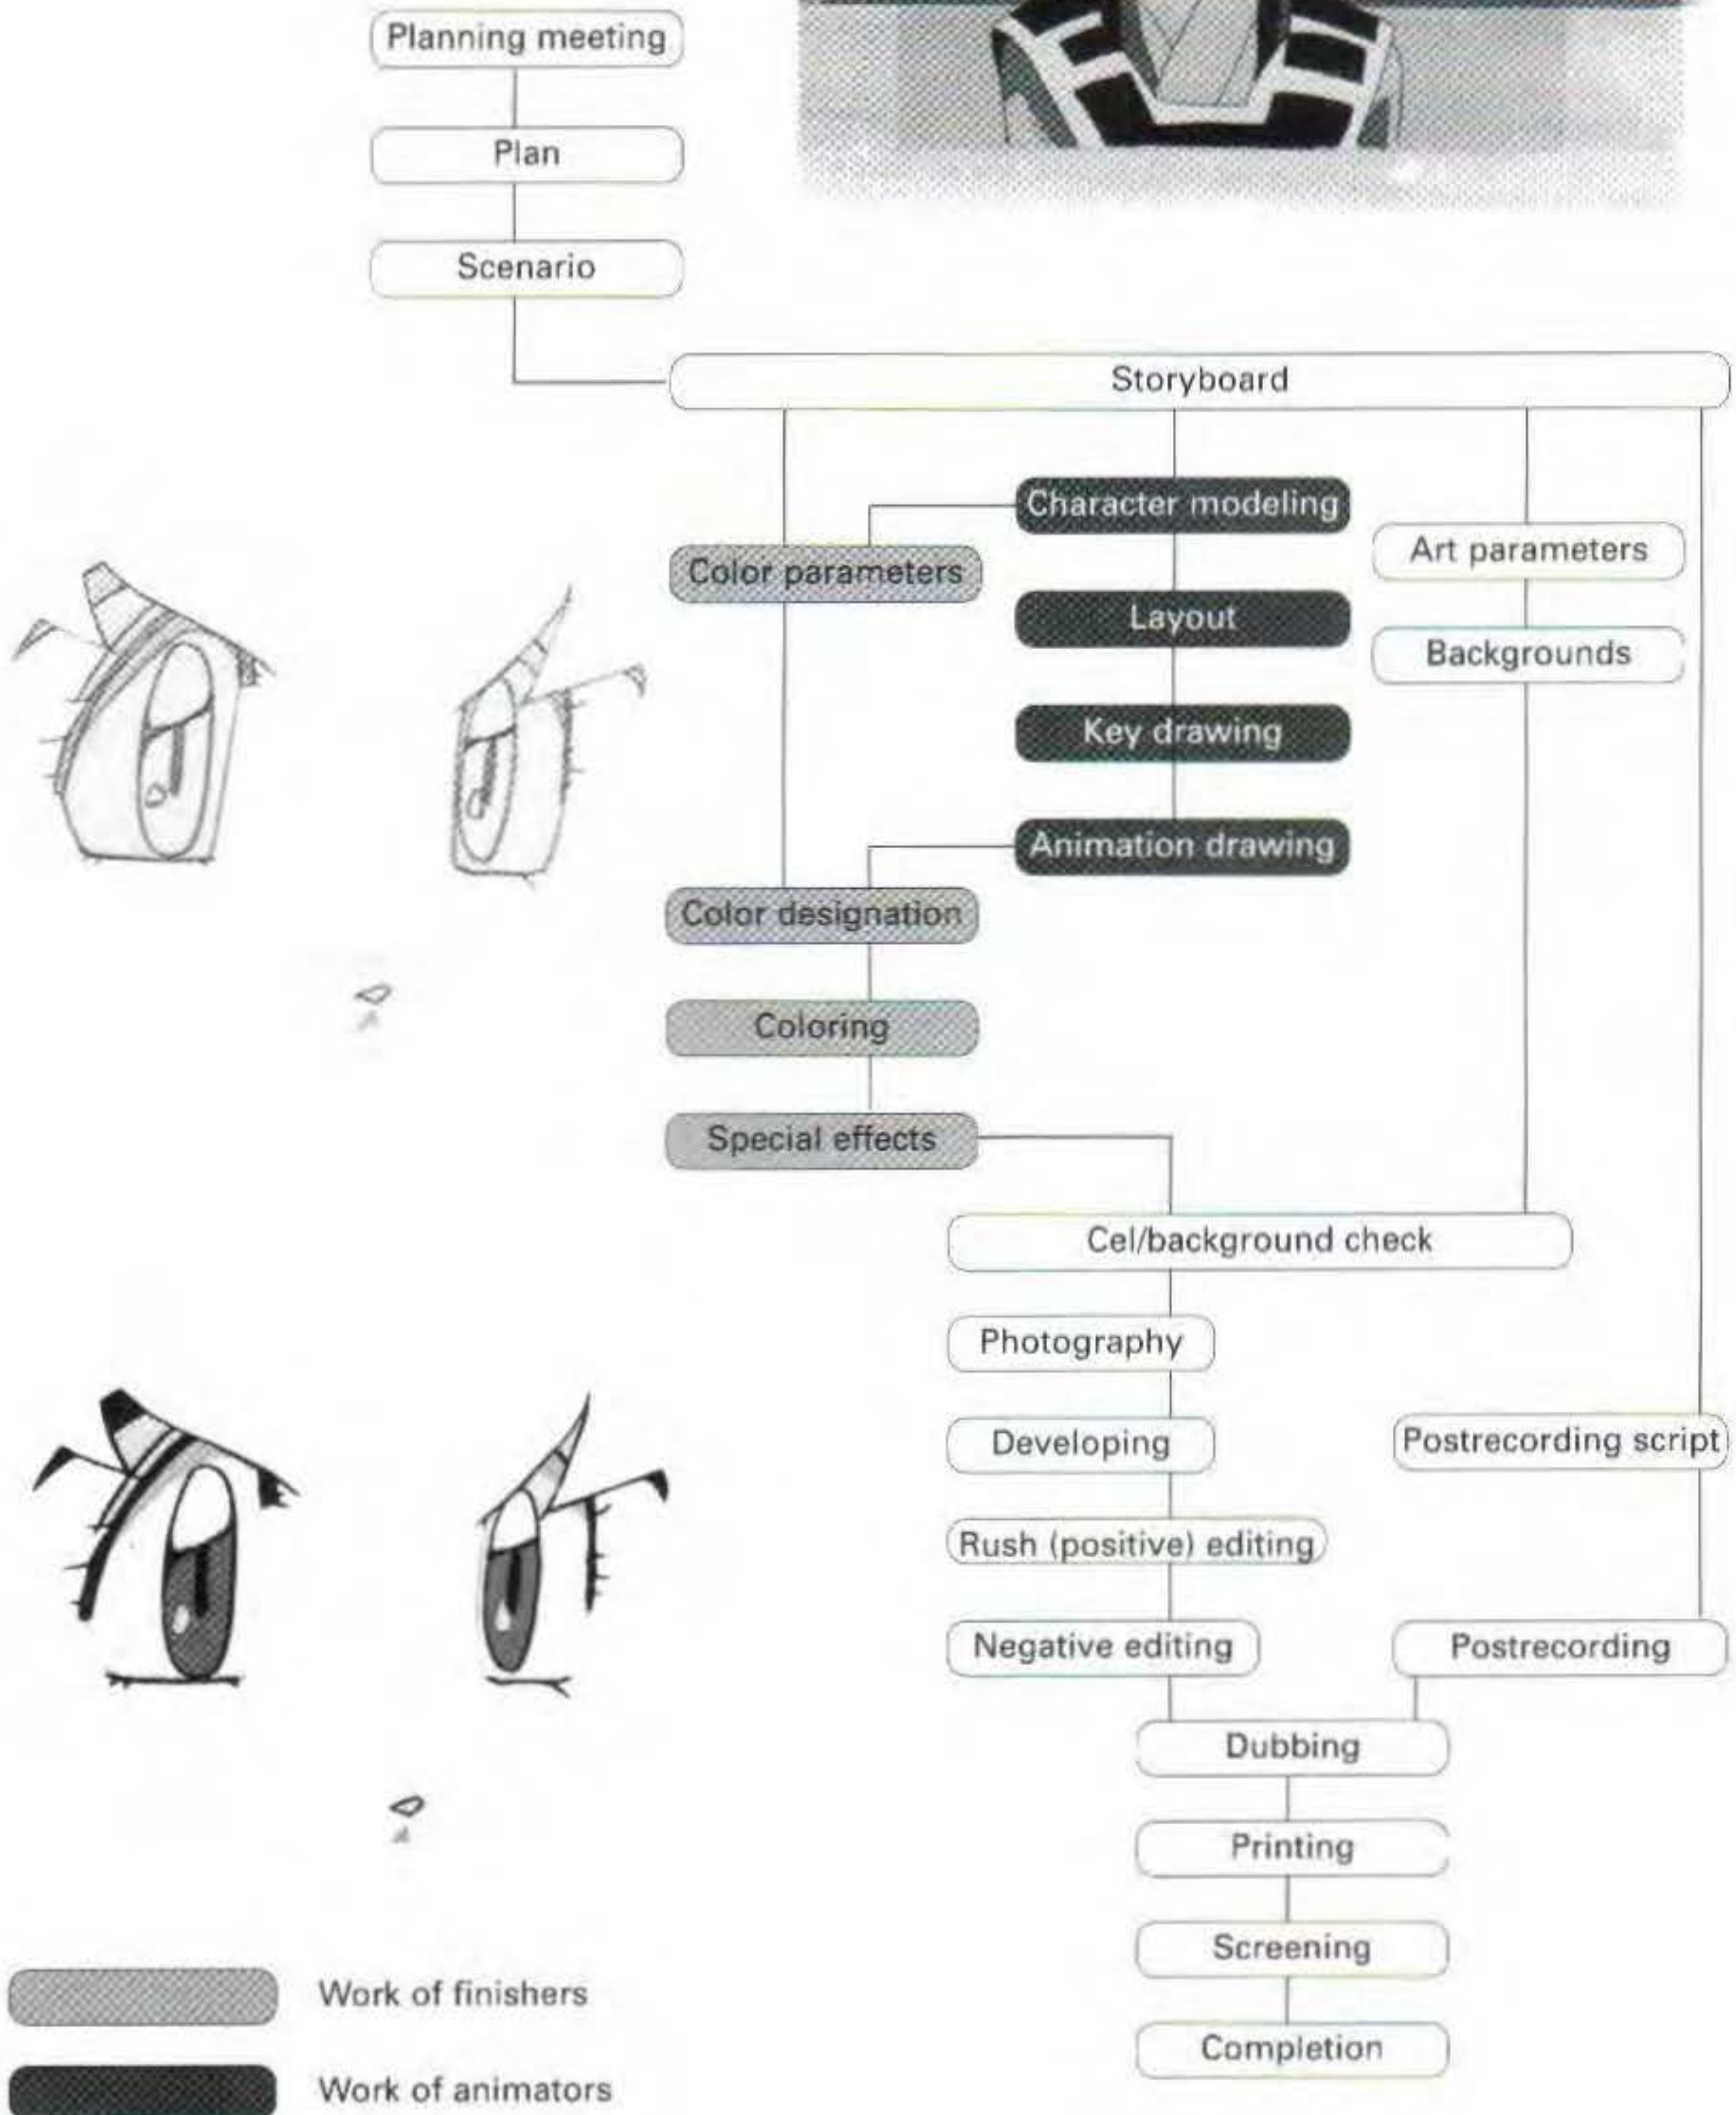 Planning meeting
Plan
Scenario
Storyboard
Character modeling
Color parameters
Art parameters
Layout
Backgrounds
Key drawing
Animation drawing
Color designation
Coloring
Special effects
Cel/background check
Photography
Developing
Postrecording script
Rush (positive) editing
Negative editing
Postrecording
Dubbing
Printing
Screening
Completion
Work of finishers
Work of animators